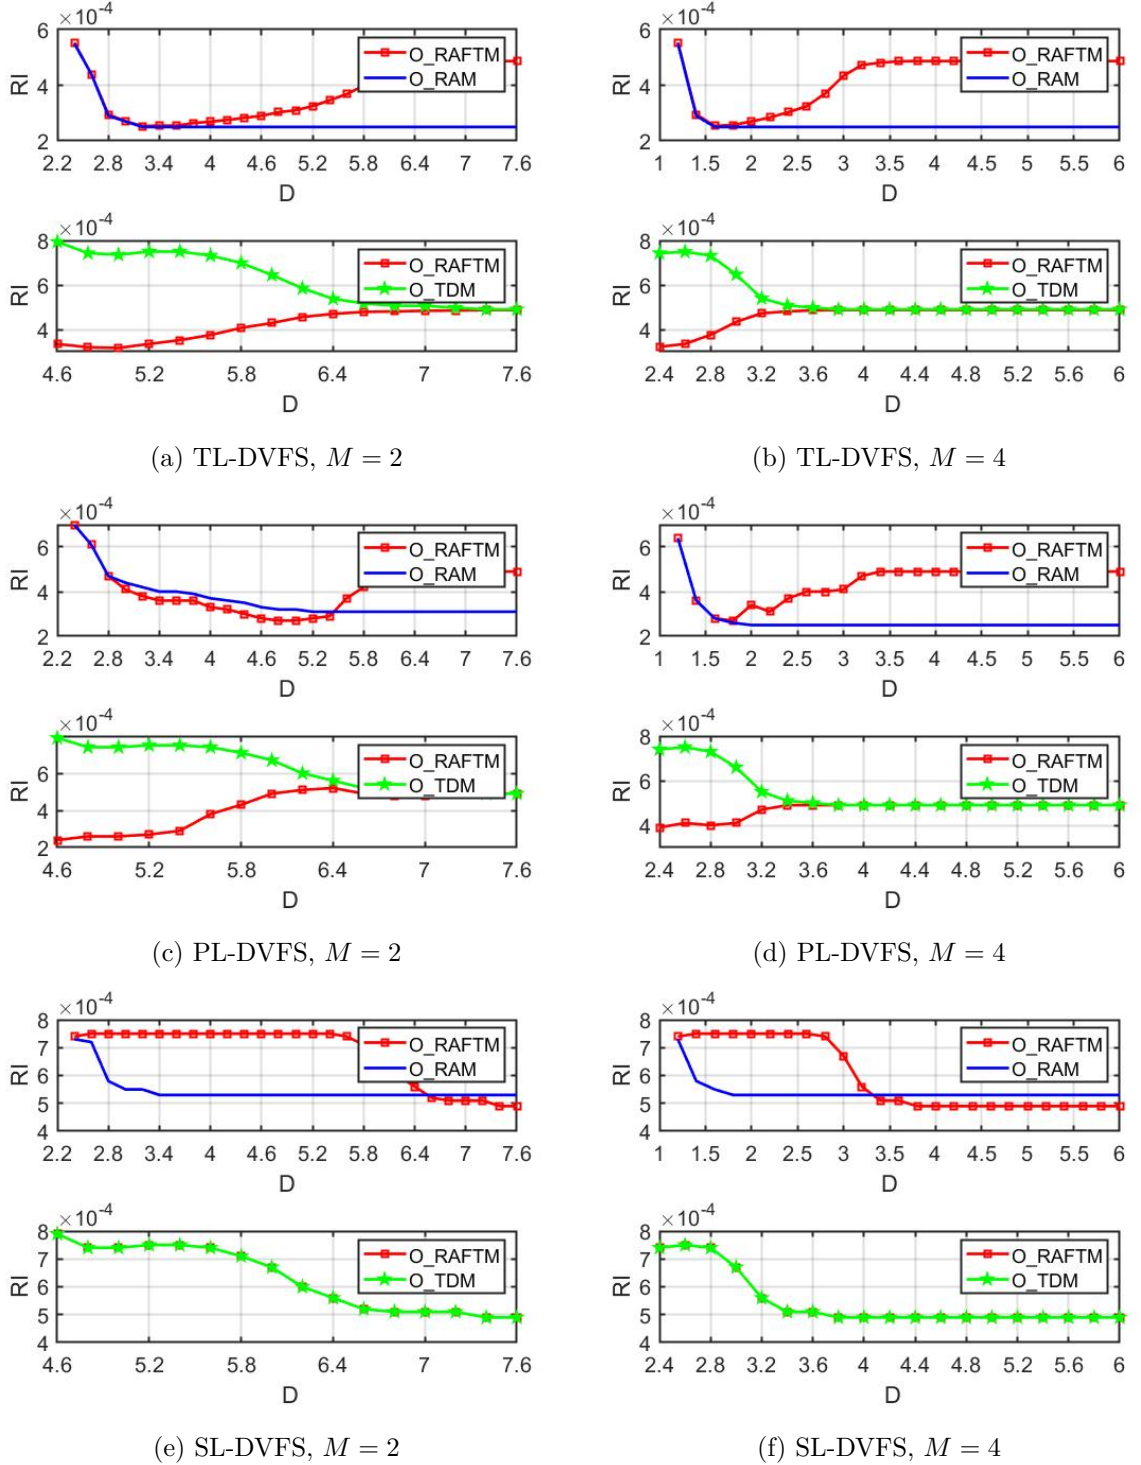 ×10⁻⁴ ×10⁻⁴
6 6
O_RAFTM O_RAFTM
RI 4 O_RAM RI 4 O_RAM
2 2
2.2 2.8 3.4 4 4.6 5.2 5.8 6.4 7 7.6 1 1.5 2 2.5 3 3.5 4 4.5 5 5.5 6
D D
×10⁻⁴ ×10⁻⁴
8 8
O_RAFTM O_RAFTM
RI 6 O_TDM RI 6 O_TDM
4 4
4.6 5.2 5.8 6.4 7 7.6 2.4 2.8 3.2 3.6 4 4.4 4.8 5.2 5.6 6
D D
(a) TL-DVFS, M = 2 (b) TL-DVFS, M = 4
×10⁻⁴ ×10⁻⁴
6 O_RAFTM 6 O_RAFTM
RI 4 O_RAM RI 4 O_RAM
2 2
2.2 2.8 3.4 4 4.6 5.2 5.8 6.4 7 7.6 1 1.5 2 2.5 3 3.5 4 4.5 5 5.5 6
D D
×10⁻⁴ ×10⁻⁴
8
O_RAFTM O_RAFTM
RI 6 O_TDM RI 6 O_TDM
4 4
2
4.6 5.2 5.8 6.4 7 7.6 2.4 2.8 3.2 3.6 4 4.4 4.8 5.2 5.6 6
D D
(c) PL-DVFS, M = 2 (d) PL-DVFS, M = 4
×10⁻⁴ ×10⁻⁴
8 8
7 O_RAFTM 7 O_RAFTM
RI 6 O_RAM RI 6 O_RAM
5 5
4 4
2.2 2.8 3.4 4 4.6 5.2 5.8 6.4 7 7.6 1 1.5 2 2.5 3 3.5 4 4.5 5 5.5 6
D D
×10⁻⁴ ×10⁻⁴
8 8
7 O_RAFTM 7 O_RAFTM
RI 6 O_TDM RI 6 O_TDM
5 5
4 4
4.6 5.2 5.8 6.4 7 7.6 2.4 2.8 3.2 3.6 4 4.4 4.8 5.2 5.6 6
D D
(e) SL-DVFS, M = 2 (f) SL-DVFS, M = 4